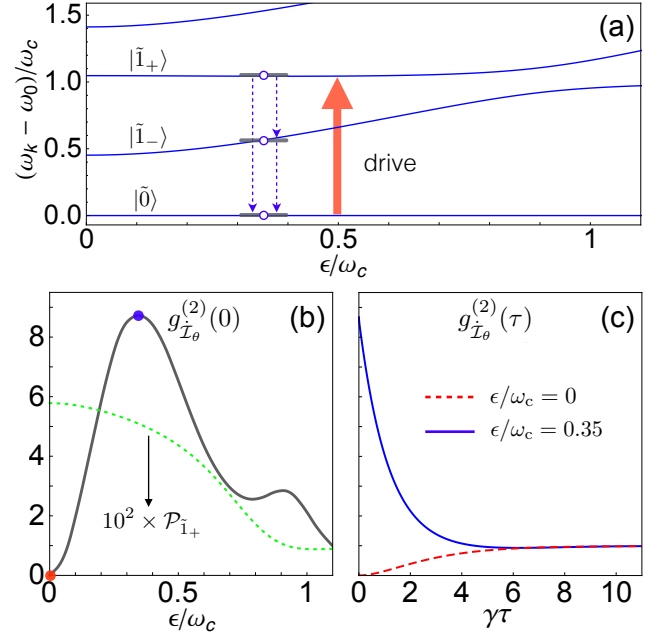 (a)
(ω_k − ω_0)/ω_c
1.5
1.0
0.5
0.0
|1̃_+⟩
|1̃_−⟩
|0̃⟩
drive
0 0.5 1
ϵ/ω_c
(b)
g^{(2)}_{İ_θ}(0)
8
6
4
2
0
10^2 × P_{1̃_+}
0 0.5 1
ϵ/ω_c
(c)
g^{(2)}_{İ_θ}(τ)
ϵ/ω_c = 0
ϵ/ω_c = 0.35
0 2 4 6 8 10
γτ